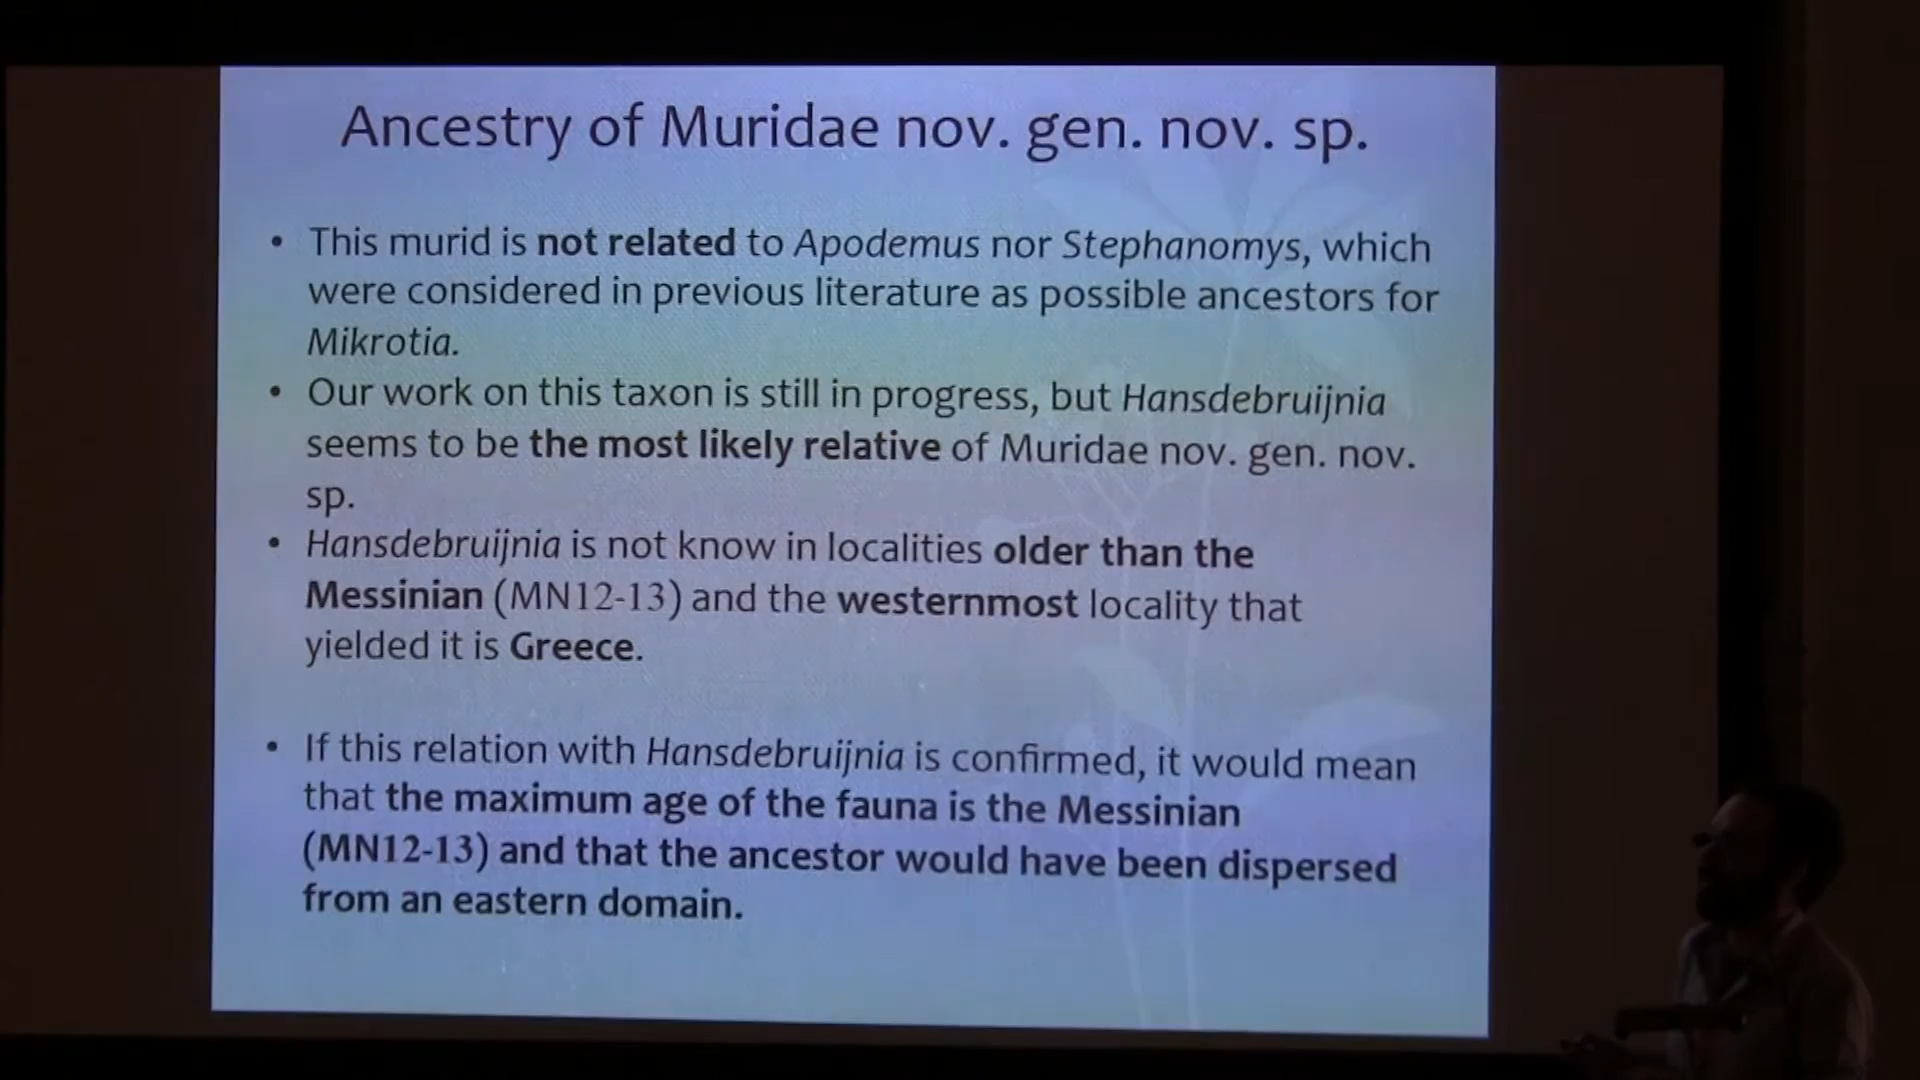 Ancestry of Muridae nov. gen. nov. sp.
• This murid is not related to Apodemus nor Stephanomys, which
were considered in previous literature as possible ancestors for
Mikrotia.
• Our work on this taxon is still in progress, but Hansdebruijnia
seems to be the most likely relative of Muridae nov. gen. nov.
sp.
• Hansdebruijnia is not know in localities older than the
Messinian (MN12-13) and the westernmost locality that
yielded it is Greece.
• If this relation with Hansdebruijnia is confirmed, it would mean
that the maximum age of the fauna is the Messinian
(MN12-13) and that the ancestor would have been dispersed
from an eastern domain.